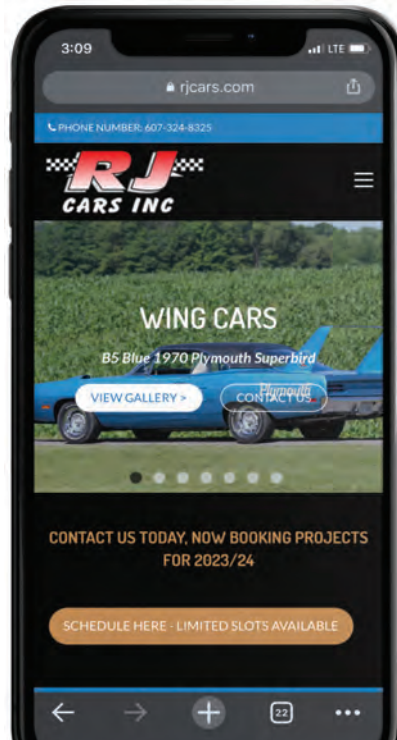 3:09
LTE
rjcars.com
PHONE NUMBER: 607-324-8325
RJ
CARS INC
WING CARS
B5 Blue 1970 Plymouth Superbird
VIEW GALLERY >
CONTACT US
Plymouth
CONTACT US TODAY, NOW BOOKING PROJECTS
FOR 2023/24
SCHEDULE HERE - LIMITED SLOTS AVAILABLE
22